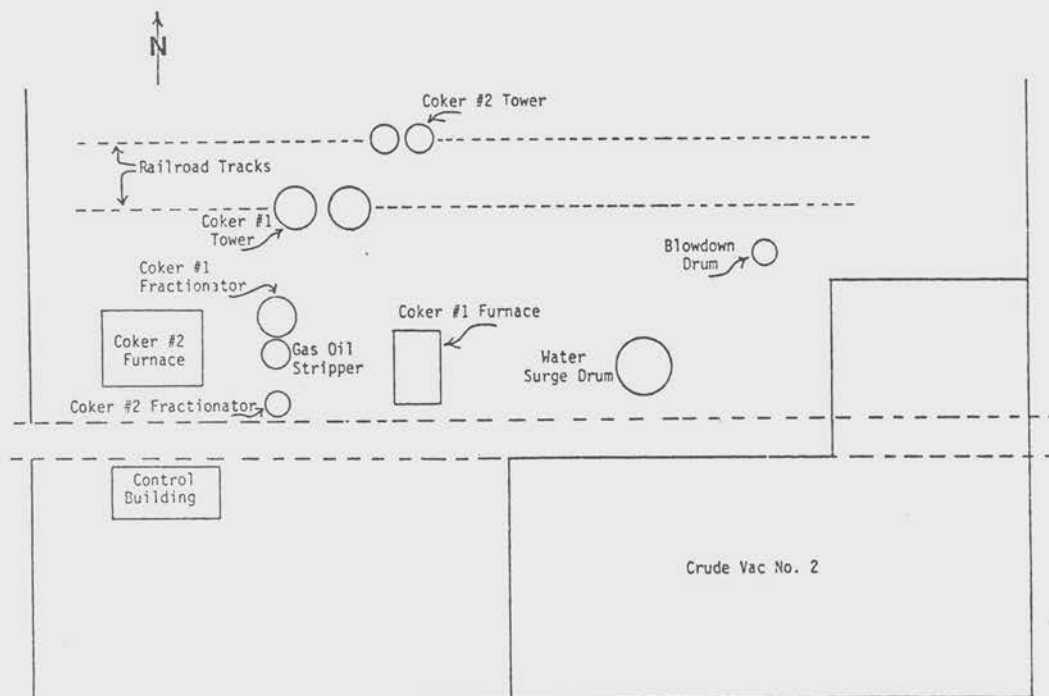 N
Coker #2 Tower
Railroad Tracks
Coker #1
Tower
Blowdown
Drum
Coker #1
Fractionator
Coker #1 Furnace
Coker #2
Furnace
Gas Oil
Stripper
Water
Surge Drum
Coker #2 Fractionator
Control
Building
Crude Vac No. 2